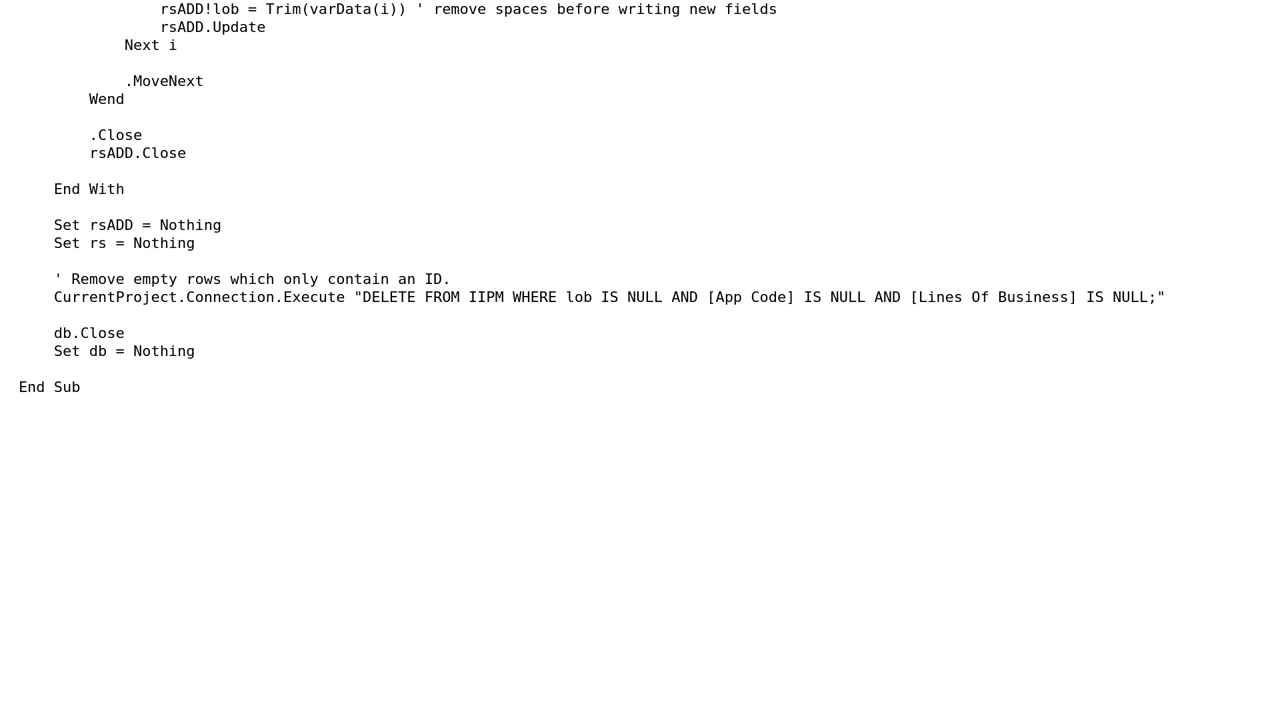 rsADD!lob = Trim(varData(i)) ' remove spaces before writing new fields
rsADD.Update
Next i
.MoveNext
Wend
.Close
rsADD.Close
End With
Set rsADD = Nothing
Set rs = Nothing
' Remove empty rows which only contain an ID.
CurrentProject.Connection.Execute "DELETE FROM IIPM WHERE lob IS NULL AND [App Code] IS NULL AND [Lines Of Business] IS NULL;"
db.Close
Set db = Nothing
End Sub